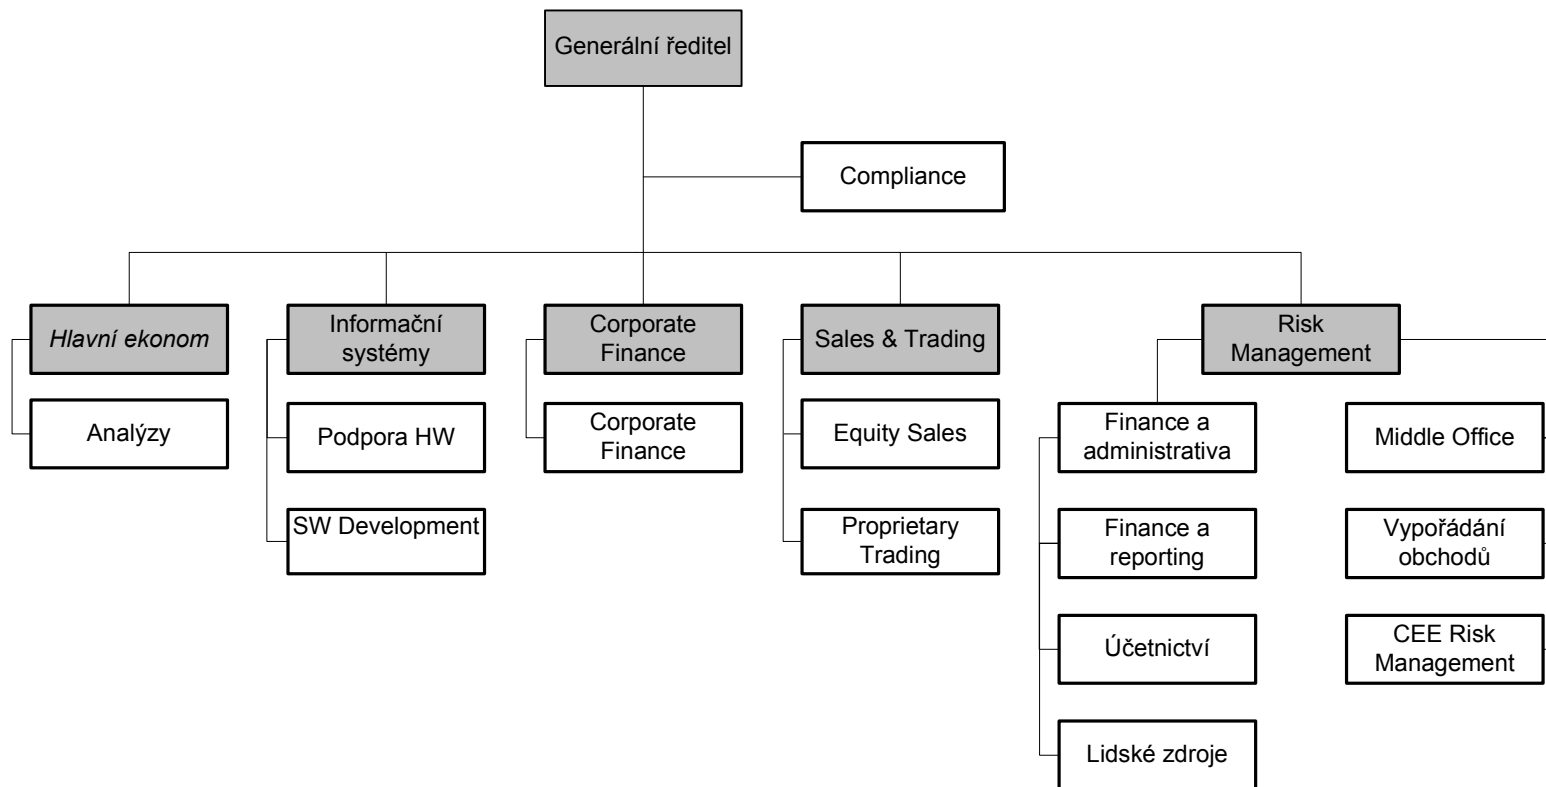 Generální ředitel
Compliance
Hlavní ekonom
Informační
systémy
Corporate
Finance
Sales & Trading
Risk
Management
Analýzy
Podpora HW
Corporate
Finance
Equity Sales
Finance a
administrativa
Middle Office
SW Development
Proprietary
Trading
Finance a
reporting
Vypořádání
obchodů
Účetnictví
CEE Risk
Management
Lidské zdroje